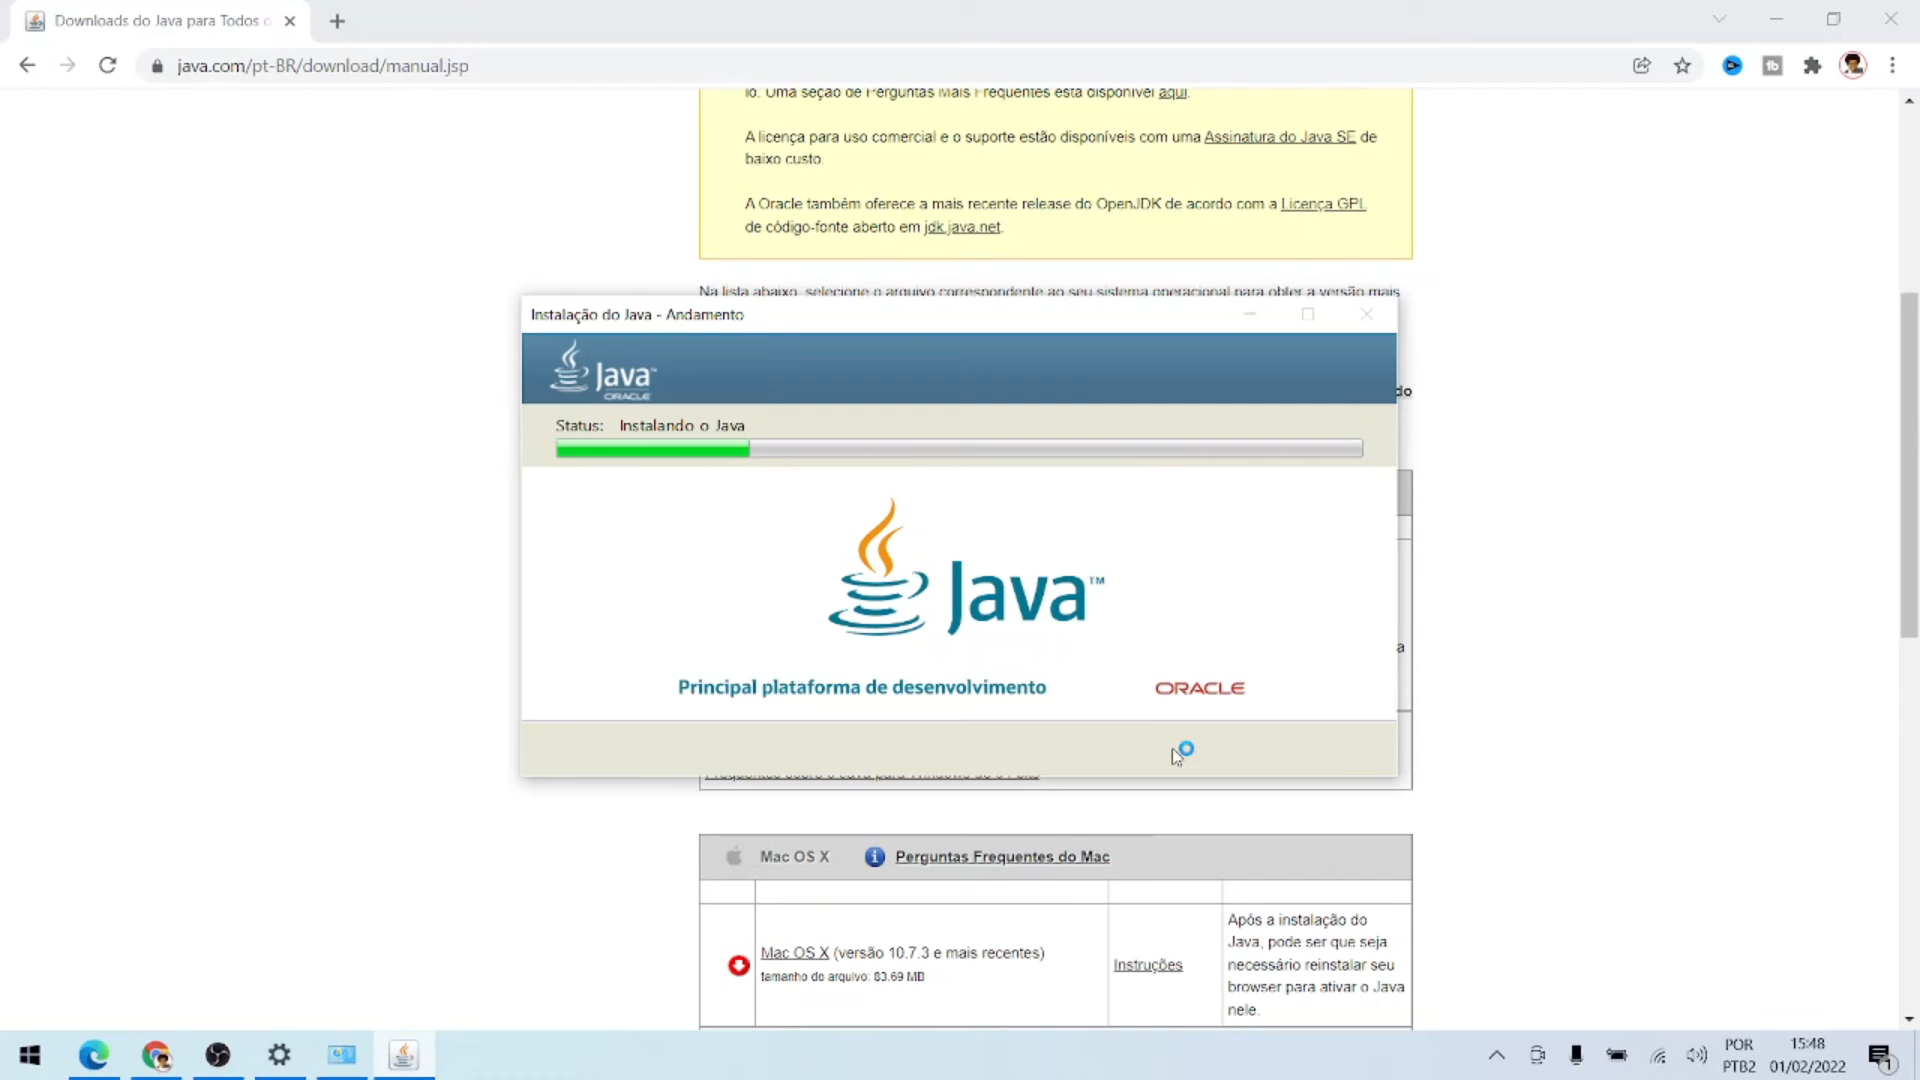 Downloads do Java para Todos o
java.com/pt-BR/download/manual.jsp
io. Uma seção de Perguntas Mais Frequentes está disponível aqui.
A licença para uso comercial e o suporte estão disponíveis com uma Assinatura do Java SE de
baixo custo.
A Oracle também oferece a mais recente release do OpenJDK de acordo com a Licença GPL
de código-fonte aberto em jdk.java.net.
Na lista abaixo, selecione o arquivo correspondente ao seu sistema operacional para obter a versão mais
Instalação do Java - Andamento
Java™
ORACLE
do
Status: Instalando o Java
Java™
a
Principal plataforma de desenvolvimento
ORACLE
Mac OS X
Perguntas Frequentes do Mac
Mac OS X (versão 10.7.3 e mais recentes)
tamanho do arquivo: 83.69 MB
Instruções
Após a instalação do
Java, pode ser que seja
necessário reinstalar seu
browser para ativar o Java
nele.
POR
PTB2
15:48
01/02/2022
1